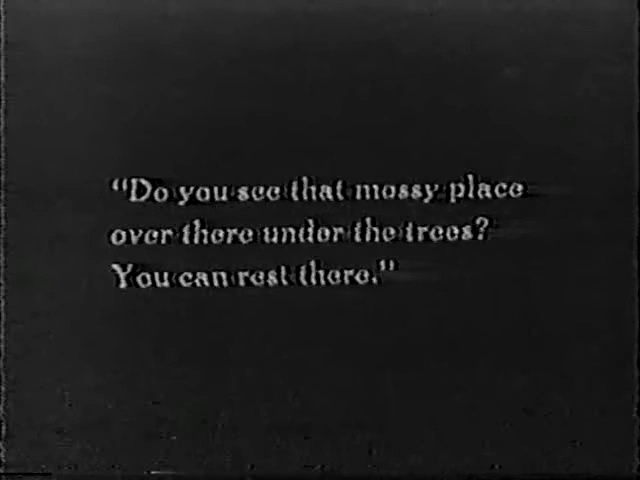 "Do you see that mossy place
over there under the trees?
You can rest there."